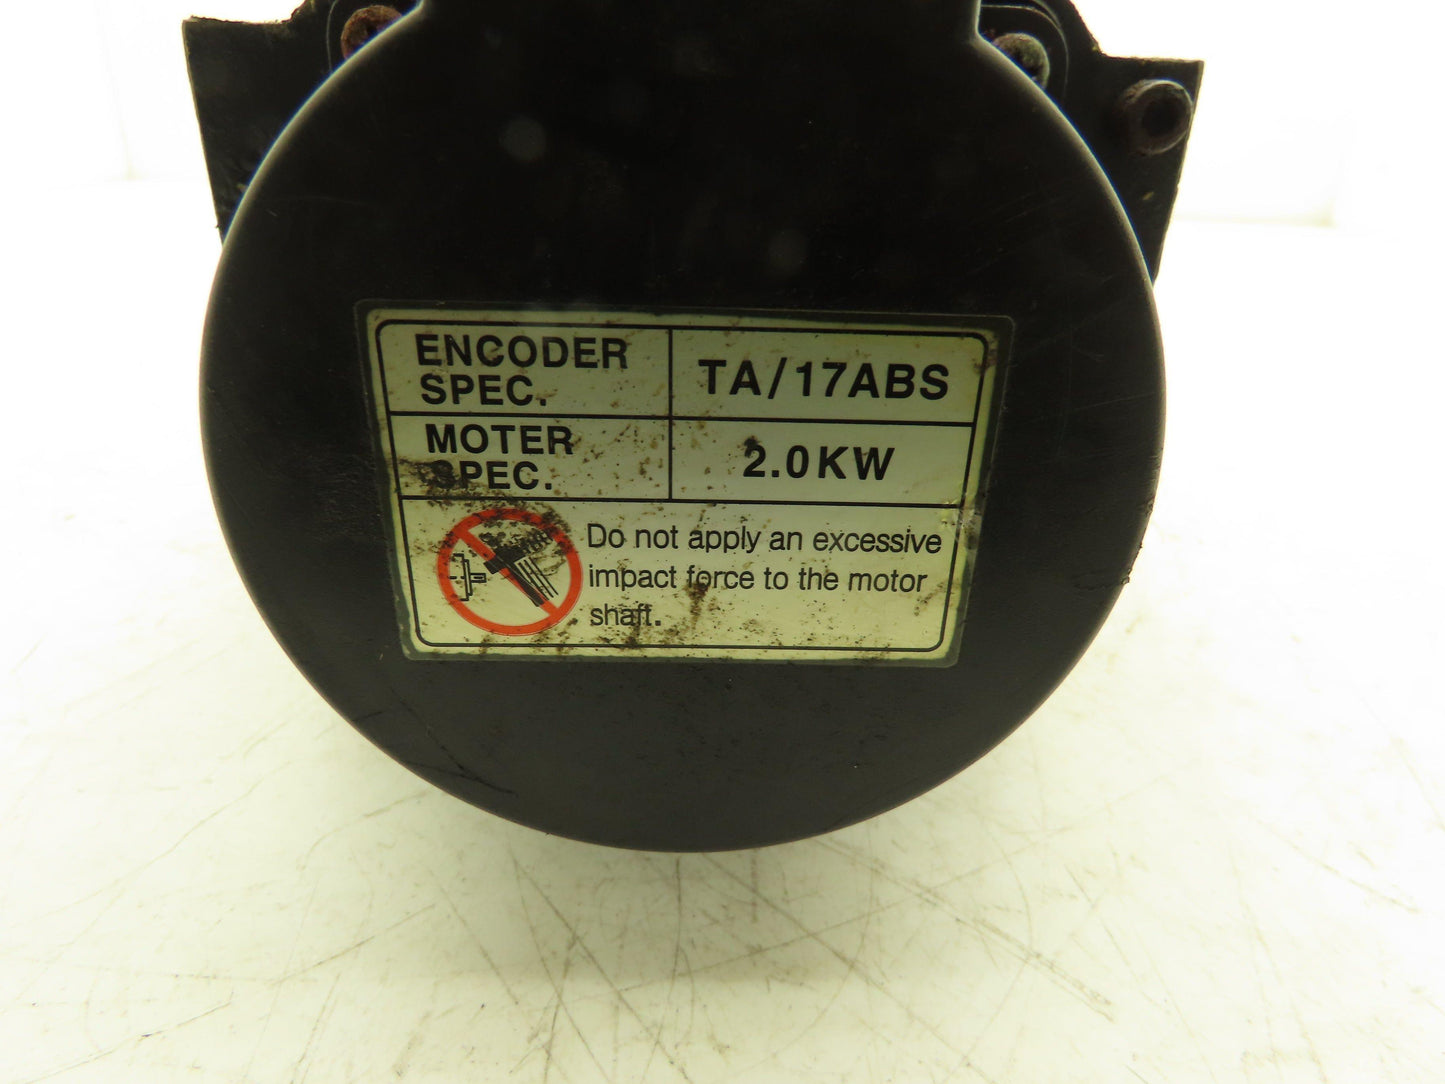 ENCODER
SPEC.
TA/17ABS
MOTER
SPEC.
2.0KW
Do not apply an excessive
impact force to the motor
shaft.